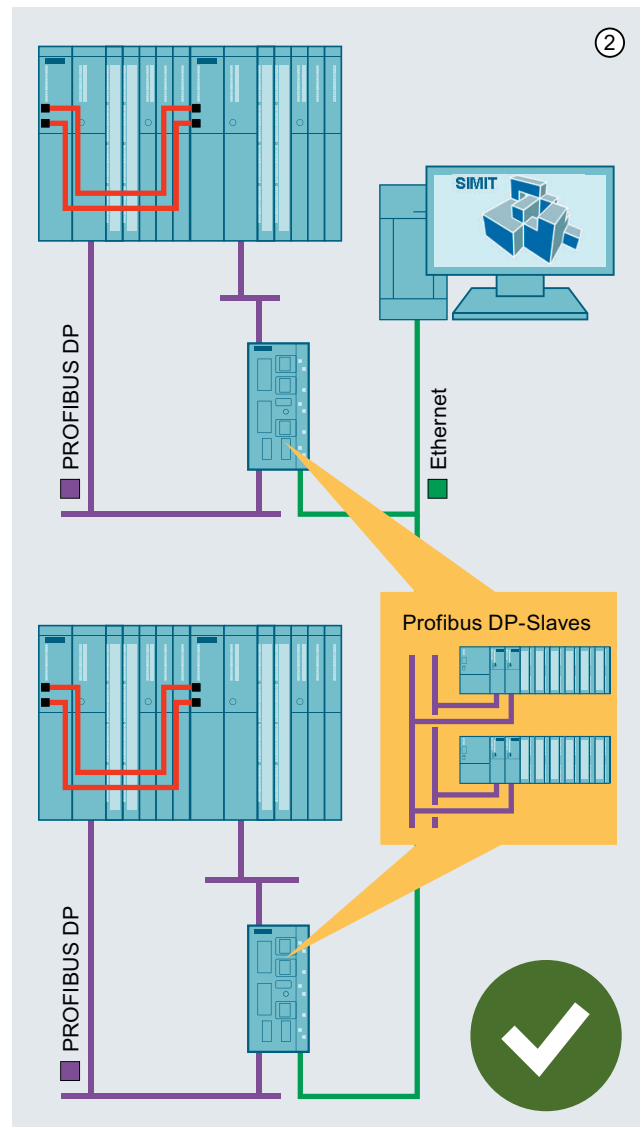 ②
SIMIT
PROFIBUS DP
Ethernet
Profibus DP-Slaves
PROFIBUS DP